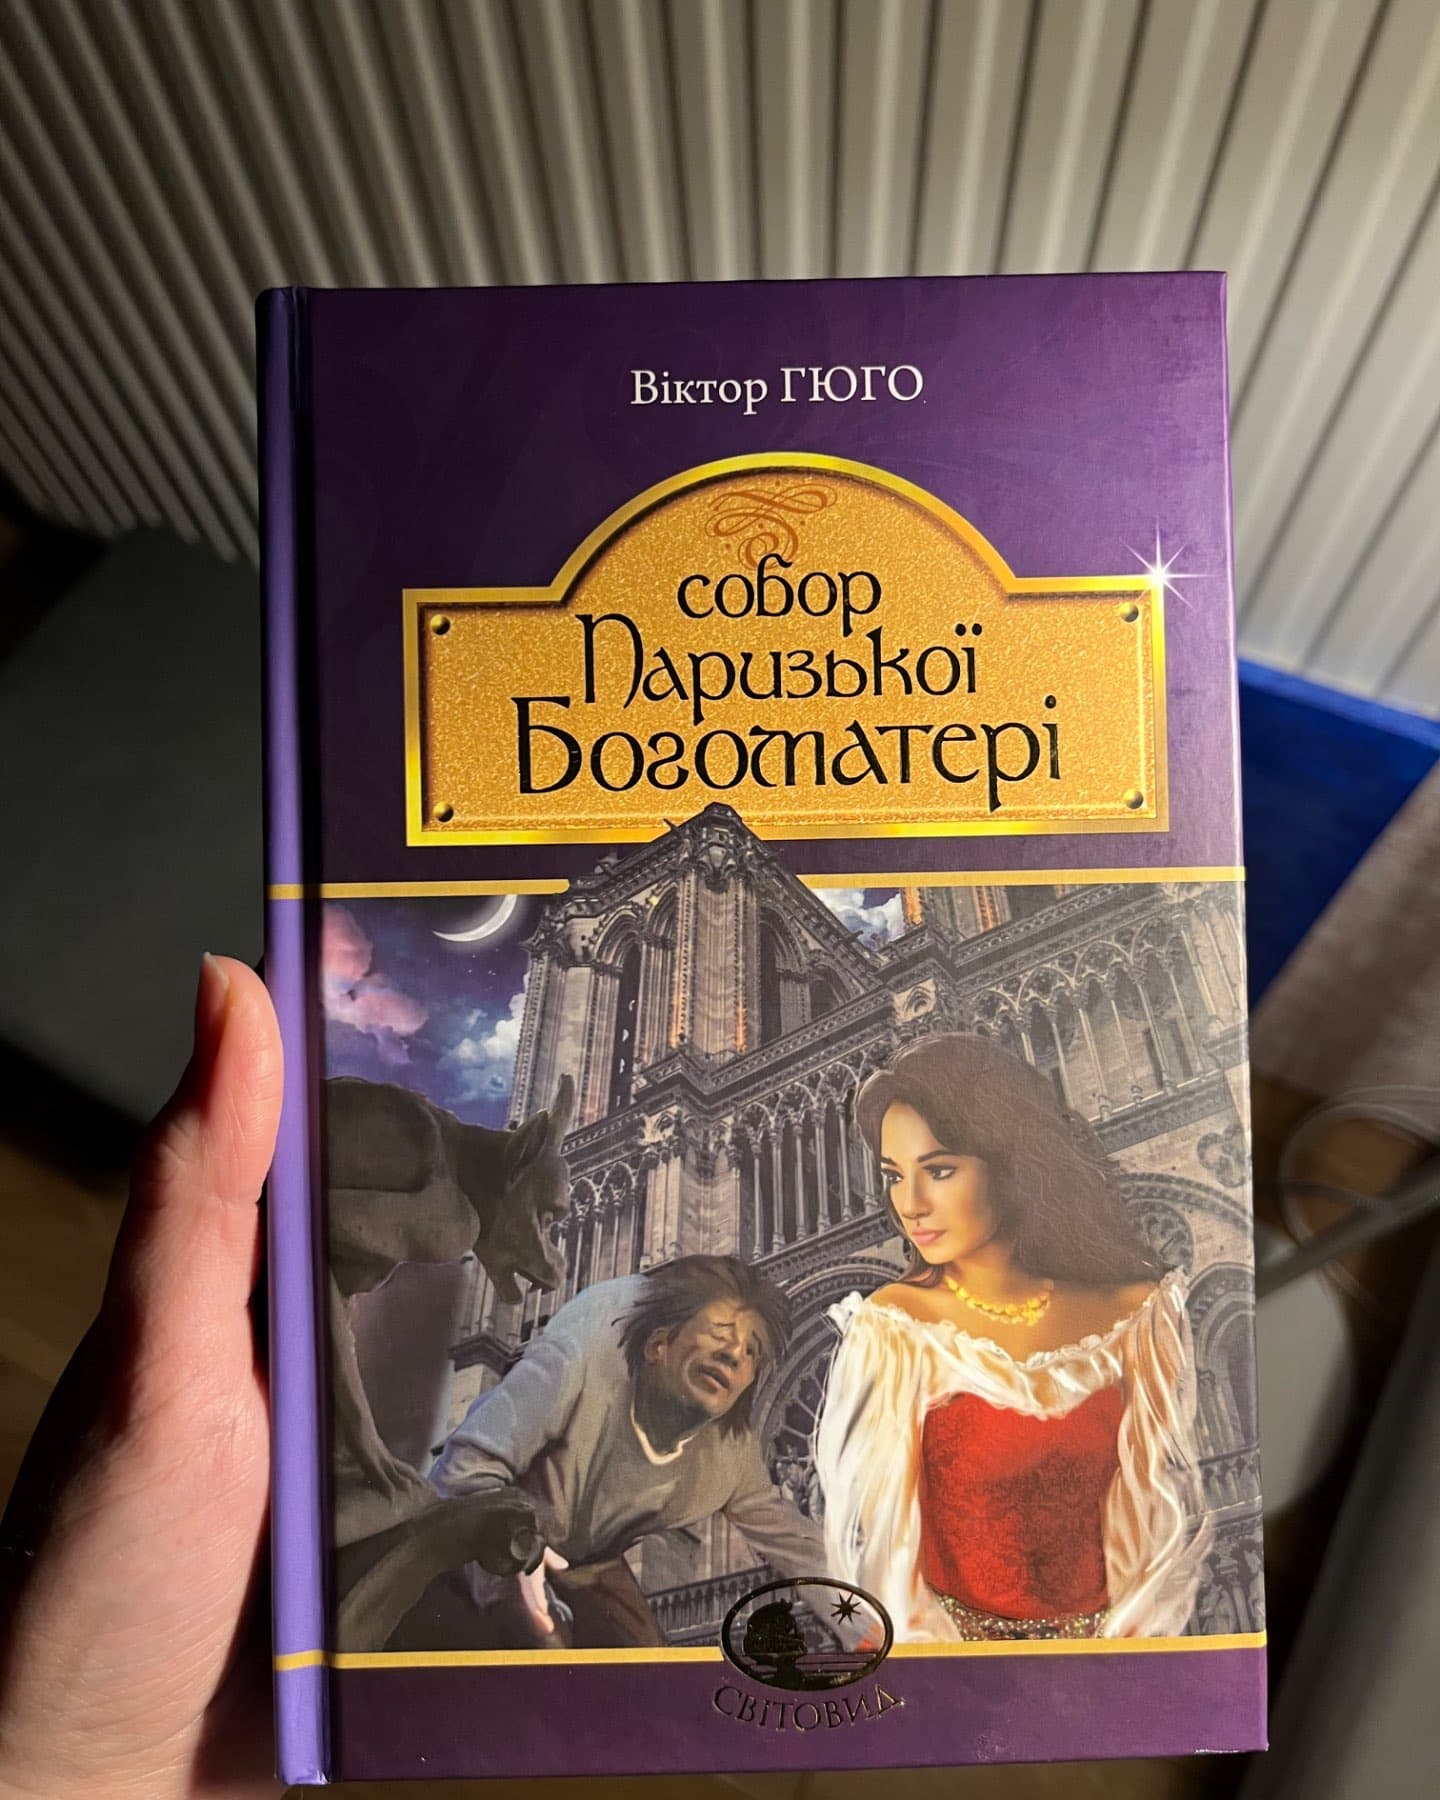 Віктор ГЮГО
собор
Паризької
Богоматері
СВіТОВИД